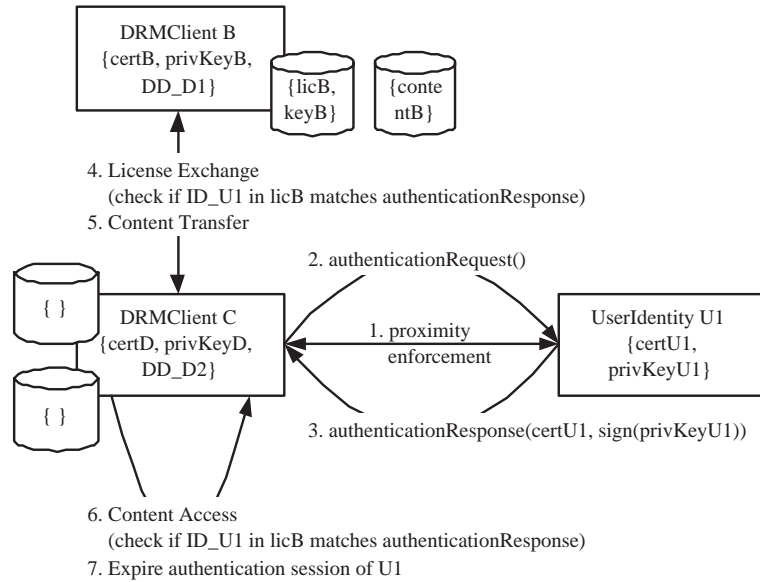 DRMClient B
{certB, privKeyB,
DD_D1}
{licB,
keyB}
{conte
ntB}
4. License Exchange
(check if ID_U1 in licB matches authenticationResponse)
5. Content Transfer
2. authenticationRequest()
{ }
DRMClient C
{certD, privKeyD,
DD_D2}
{ }
1. proximity
enforcement
UserIdentity U1
{certU1,
privKeyU1}
3. authenticationResponse(certU1, sign(privKeyU1))
6. Content Access
(check if ID_U1 in licB matches authenticationResponse)
7. Expire authentication session of U1